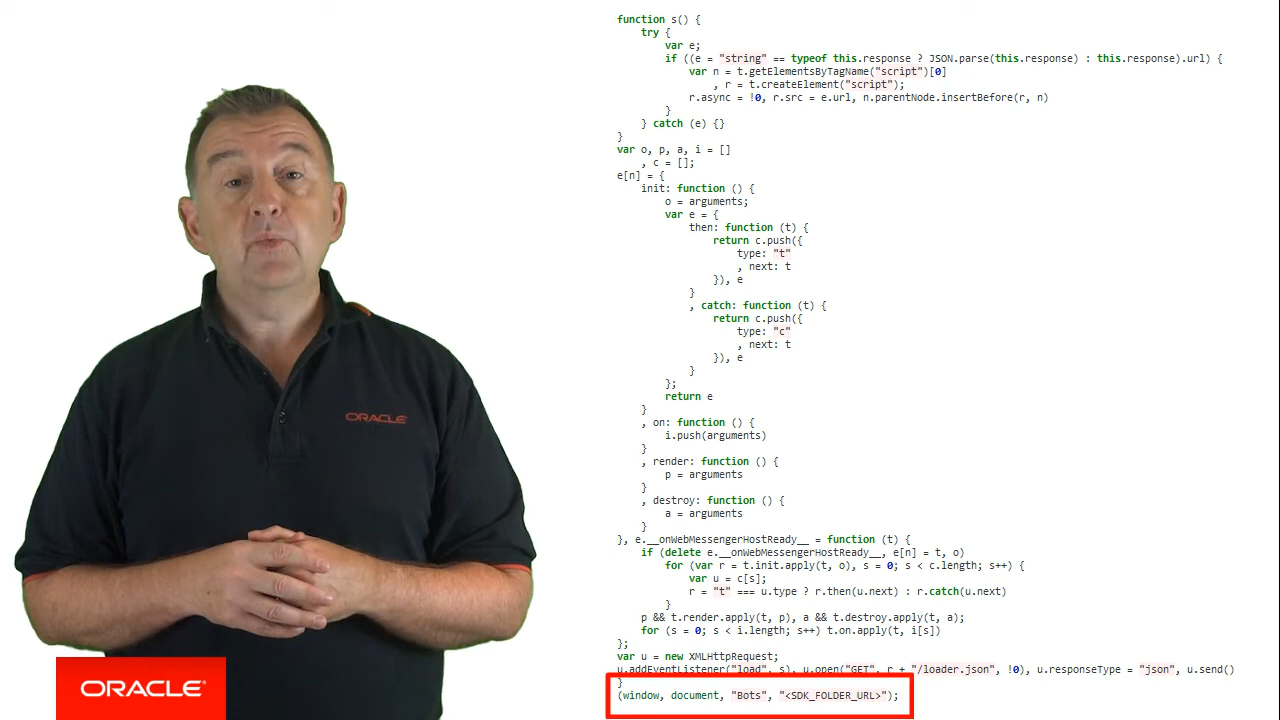 ORACLE
ORACLE®
function s() {
try {
var e;
if ((e = "string" == typeof this.response ? JSON.parse(this.response) : this.response).url) {
var n = t.getElementsByTagName("script")[0]
, r = t.createElement("script");
r.async = !0, r.src = e.url, n.parentNode.insertBefore(r, n)
}
} catch (e) {}
}
var o, p, a, i = []
, c = [];
e[n] = {
init: function () {
o = arguments;
var e = {
then: function (t) {
return c.push({
type: "t"
, next: t
}), e
}
, catch: function (t) {
return c.push({
type: "c"
, next: t
}), e
}
};
return e
}
, on: function () {
i.push(arguments)
}
, render: function () {
p = arguments
}
, destroy: function () {
a = arguments
}
}, e.__onWebMessengerHostReady__ = function (t) {
if (delete e.__onWebMessengerHostReady__, e[n] = t, o)
for (var r = t.init.apply(t, o), s = 0; s < c.length; s++) {
var u = c[s];
r = "t" === u.type ? r.then(u.next) : r.catch(u.next)
}
p && t.render.apply(t, p), a && t.destroy.apply(t, a);
for (s = 0; s < i.length; s++) t.on.apply(t, i[s])
};
var u = new XMLHttpRequest;
u.addEventListener("load", s), u.open("GET", r + "/loader.json", !0), u.responseType = "json", u.send()
}
(window, document, "Bots", "<SDK_FOLDER_URL>");